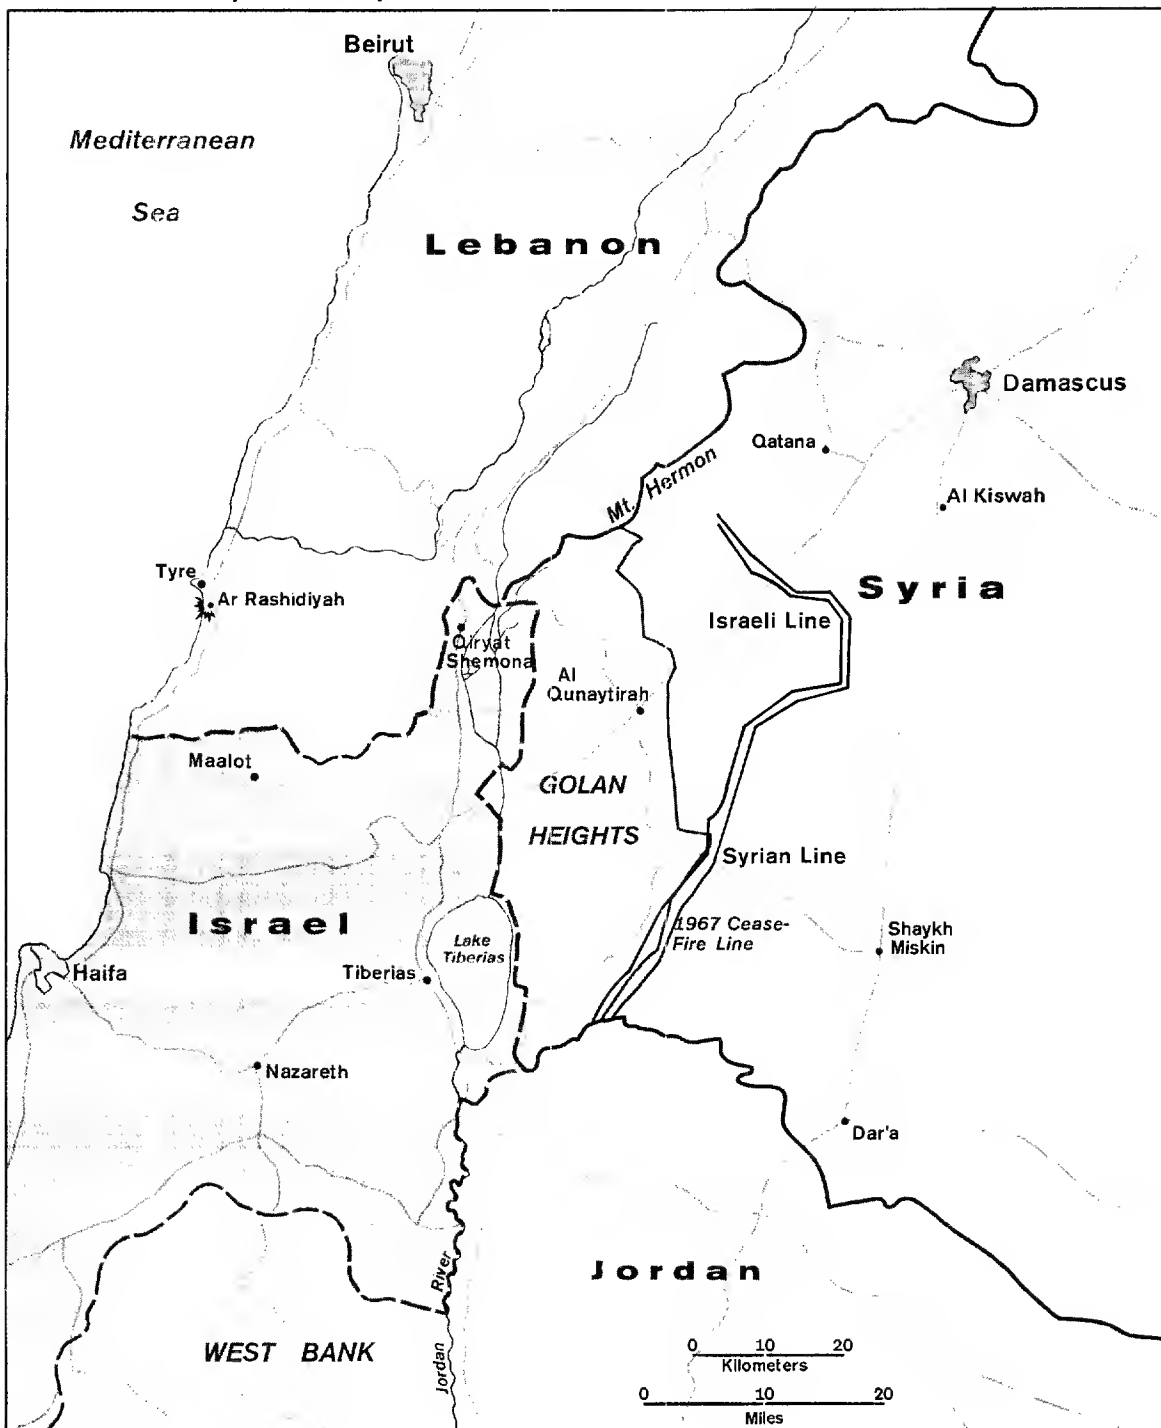 Beirut
Mediterranean
Sea
Lebanon
Damascus
Qatana
Mt. Hermon
Al Kiswah
Tyre
Ar Rashidiyah
Syria
Israeli Line
Qiryat
Shemona
Al
Qunaytirah
Maalot
GOLAN
HEIGHTS
Syrian Line
Israel
1967 Cease-
Fire Line
Shaykh
Miskin
Lake
Tiberias
Haifa
Tiberias
Nazareth
Dar'a
Jordan
River
WEST BANK
Jordan
0 10 20
Kilometers
0 10 20
Miles